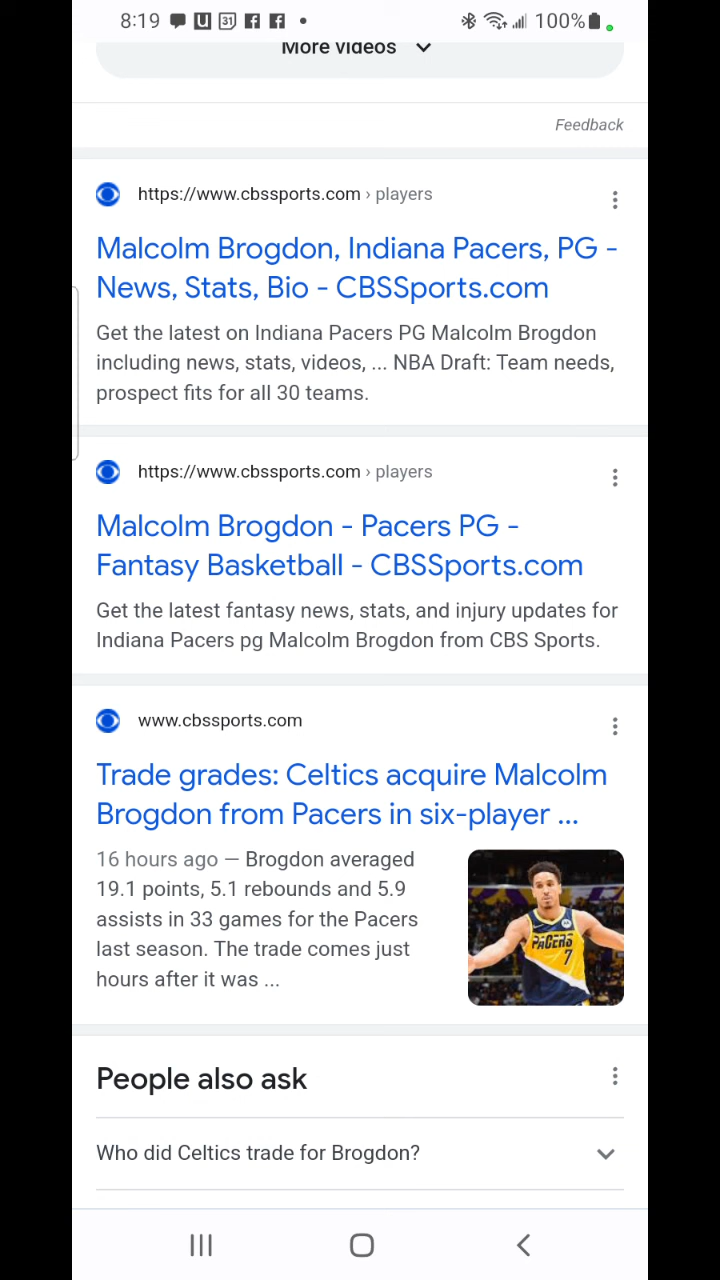 8:19 31 100%
More videos
Feedback
https://www.cbssports.com › players
Malcolm Brogdon, Indiana Pacers, PG -
News, Stats, Bio - CBSSports.com
Get the latest on Indiana Pacers PG Malcolm Brogdon
including news, stats, videos, ... NBA Draft: Team needs,
prospect fits for all 30 teams.
https://www.cbssports.com › players
Malcolm Brogdon - Pacers PG -
Fantasy Basketball - CBSSports.com
Get the latest fantasy news, stats, and injury updates for
Indiana Pacers pg Malcolm Brogdon from CBS Sports.
www.cbssports.com
Trade grades: Celtics acquire Malcolm
Brogdon from Pacers in six-player ...
16 hours ago — Brogdon averaged
19.1 points, 5.1 rebounds and 5.9
assists in 33 games for the Pacers
last season. The trade comes just
hours after it was ...
PACERS
7
People also ask
Who did Celtics trade for Brogdon?